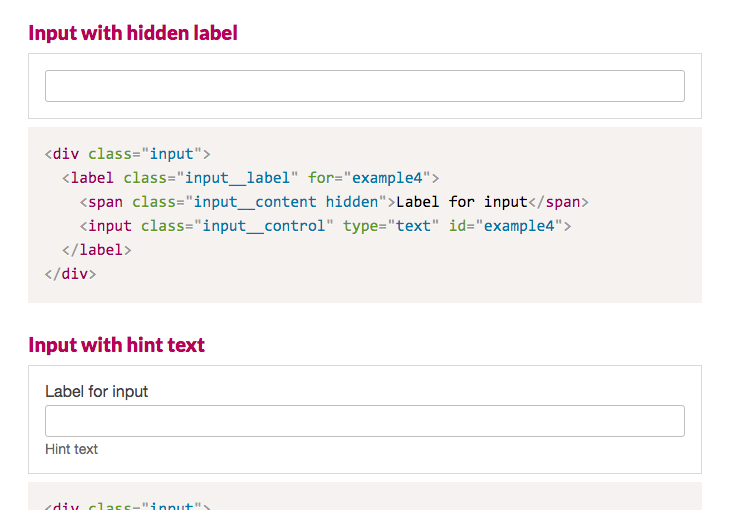 Input with hidden label
<div class="input">
<label class="input__label" for="example4">
<span class="input__content hidden">Label for input</span>
<input class="input__control" type="text" id="example4">
</label>
</div>
Input with hint text
Label for input
Hint text
<div class="input">